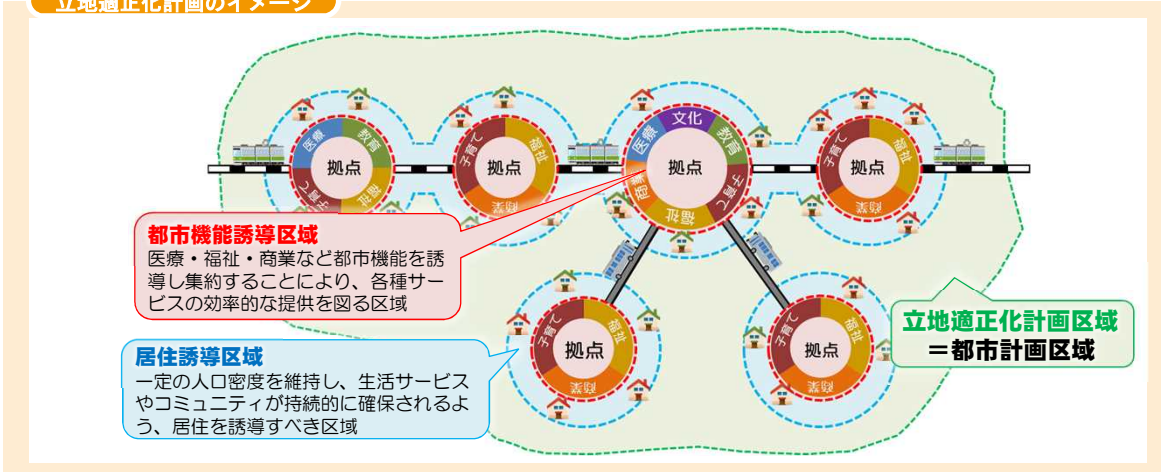 立地適正化計画のイメージ
医療
教育
子育て
福祉
拠点
子育て
福祉
商業
拠点
医療
文化
教育
子育て
福祉
商業
拠点
子育て
福祉
商業
拠点
都市機能誘導区域
医療・福祉・商業など都市機能を誘
導し集約することにより、各種サー
ビスの効率的な提供を図る区域
子育て
福祉
商業
拠点
子育て
福祉
商業
拠点
立地適正化計画区域
=都市計画区域
居住誘導区域
一定の人口密度を維持し、生活サービス
やコミュニティが持続的に確保されるよ
う、居住を誘導すべき区域